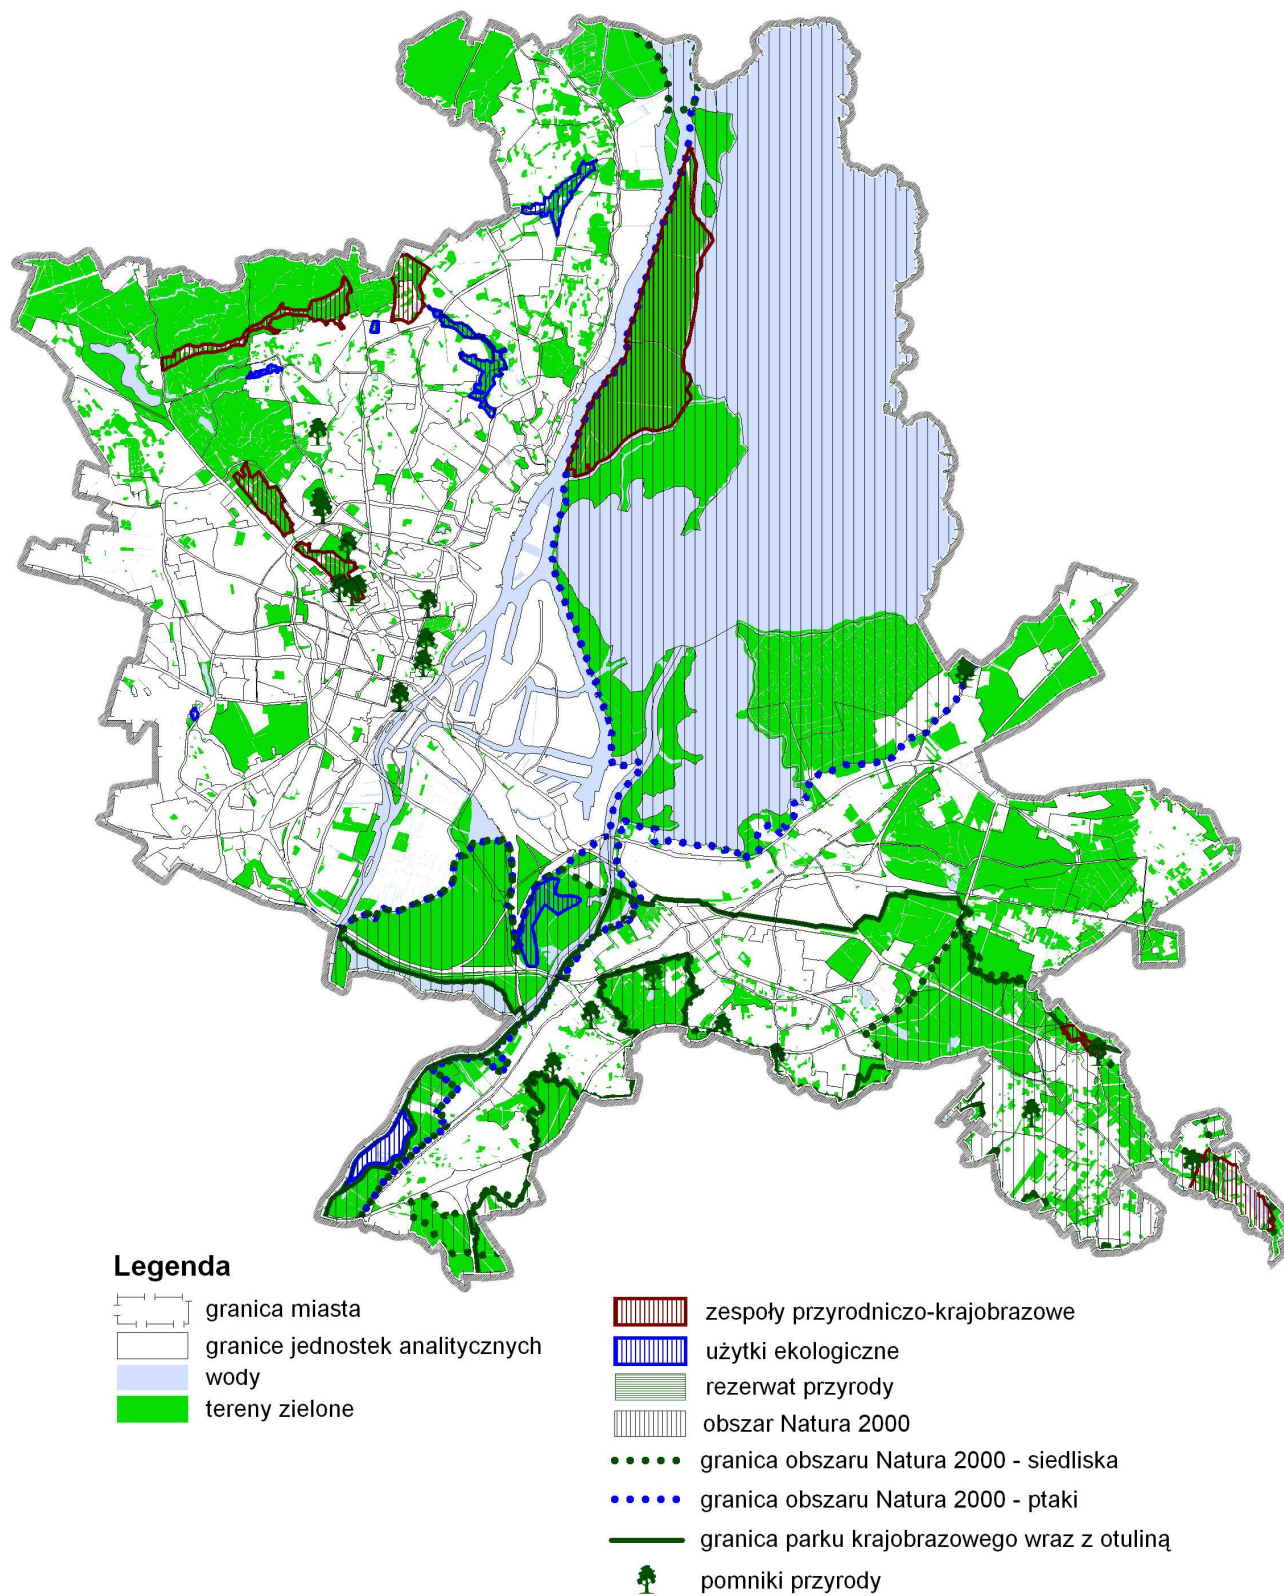 Legenda
granica miasta
granice jednostek analitycznych
wody
tereny zielone
zespoły przyrodniczo-krajobrazowe
użytki ekologiczne
rezerwat przyrody
obszar Natura 2000
granica obszaru Natura 2000 - siedliska
granica obszaru Natura 2000 - ptaki
granica parku krajobrazowego wraz z otuliną
pomniki przyrody